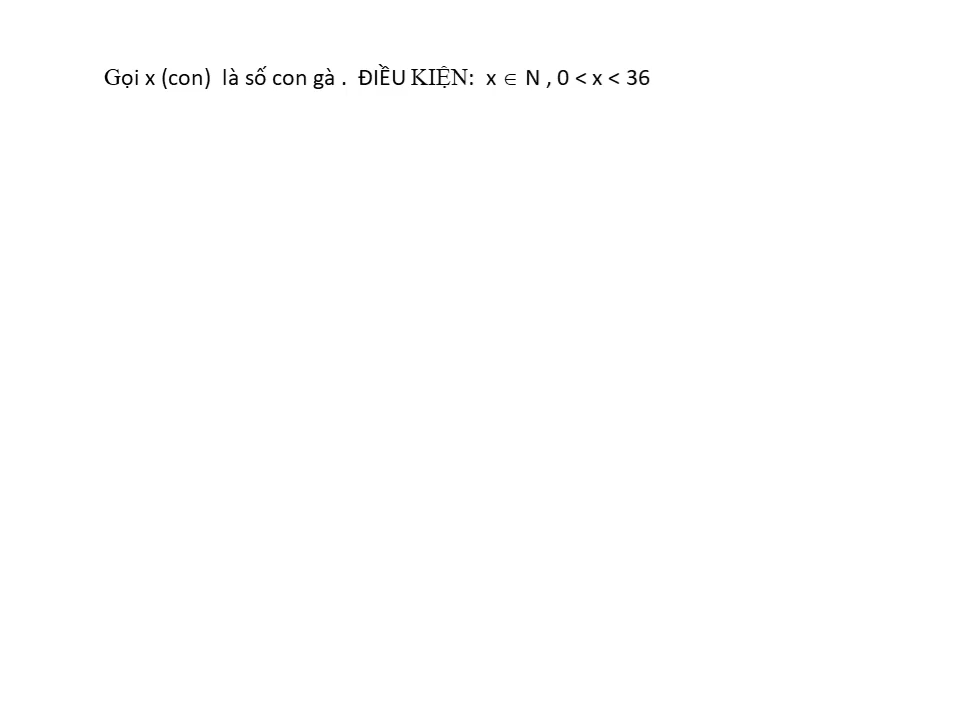 Gọi x (con) là số con gà . ĐIỀU KIỆN: x ∈ N , 0 < x < 36